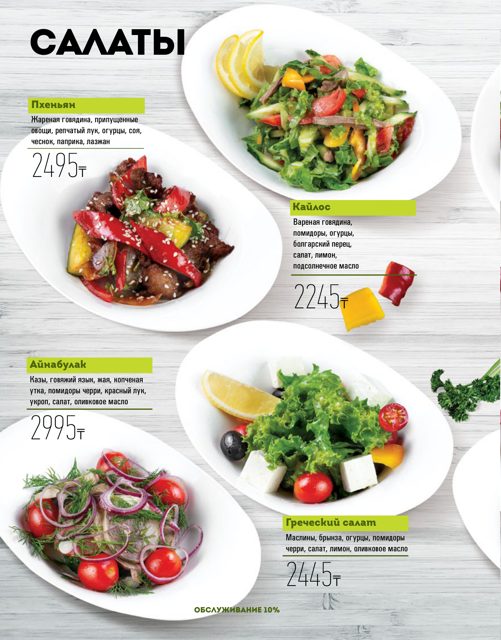 САЛАТЫ
Пхеньян
Жареная говядина, припущенные
овощи, репчатый лук, огурцы, соя,
чеснок, паприка, лазжан
2495₸
Кайлос
Вареная говядина,
помидоры, огурцы,
болгарский перец,
салат, лимон,
подсолнечное масло
2245₸
Айнабулак
Казы, говяжий язык, жая, копченая
утка, помидоры черри, красный лук,
укроп, салат, оливковое масло
2995₸
Греческий салат
Маслины, брынза, огурцы, помидоры
черри, салат, лимон, оливковое масло
2445₸
ОБСЛУЖИВАНИЕ 10%